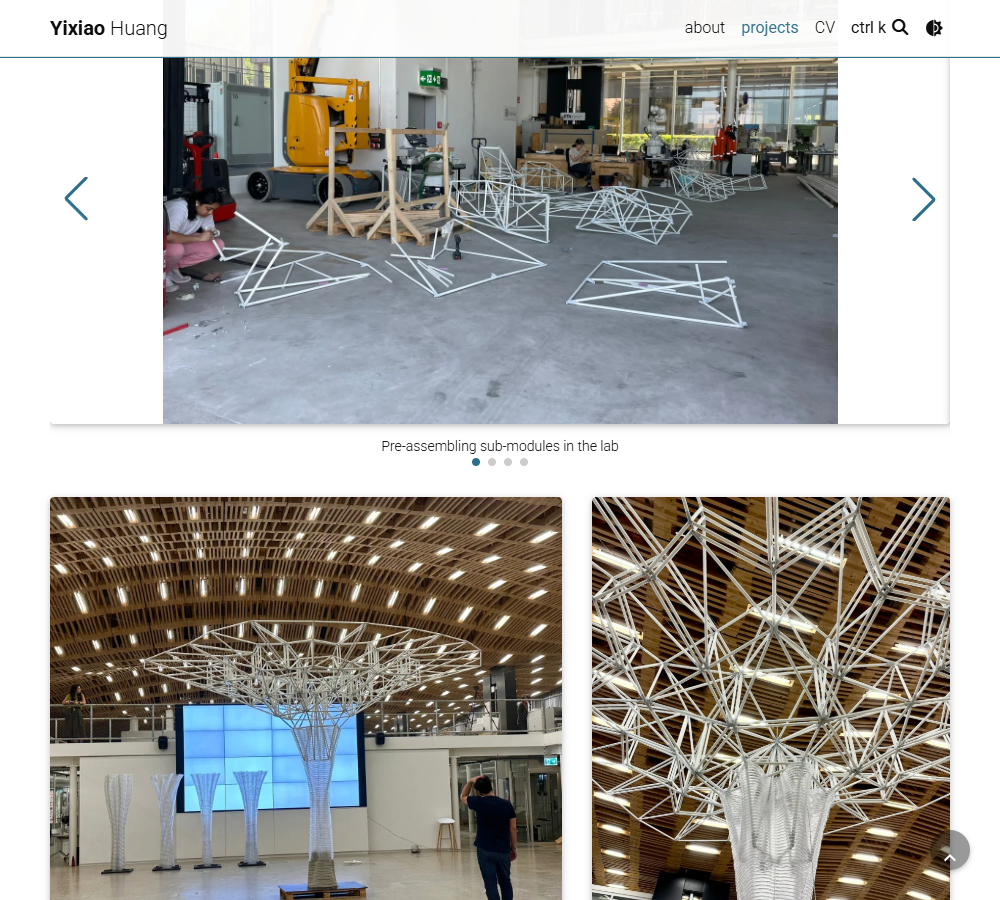 Yixiao Huang
about projects CV ctrl k
Pre-assembling sub-modules in the lab